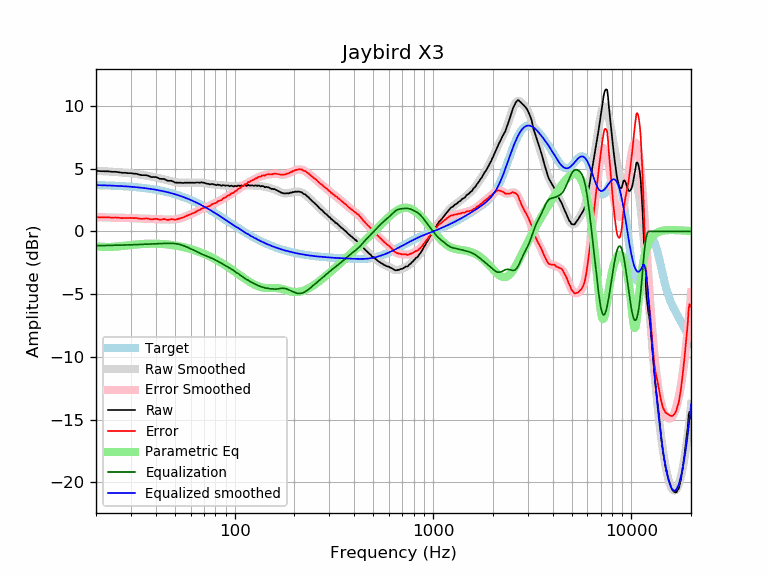 Jaybird X3
Amplitude (dBr)
10
5
0
−5
−10
−15
−20
Target
Raw Smoothed
Error Smoothed
Raw
Error
Parametric Eq
Equalization
Equalized smoothed
100
1000
10000
Frequency (Hz)